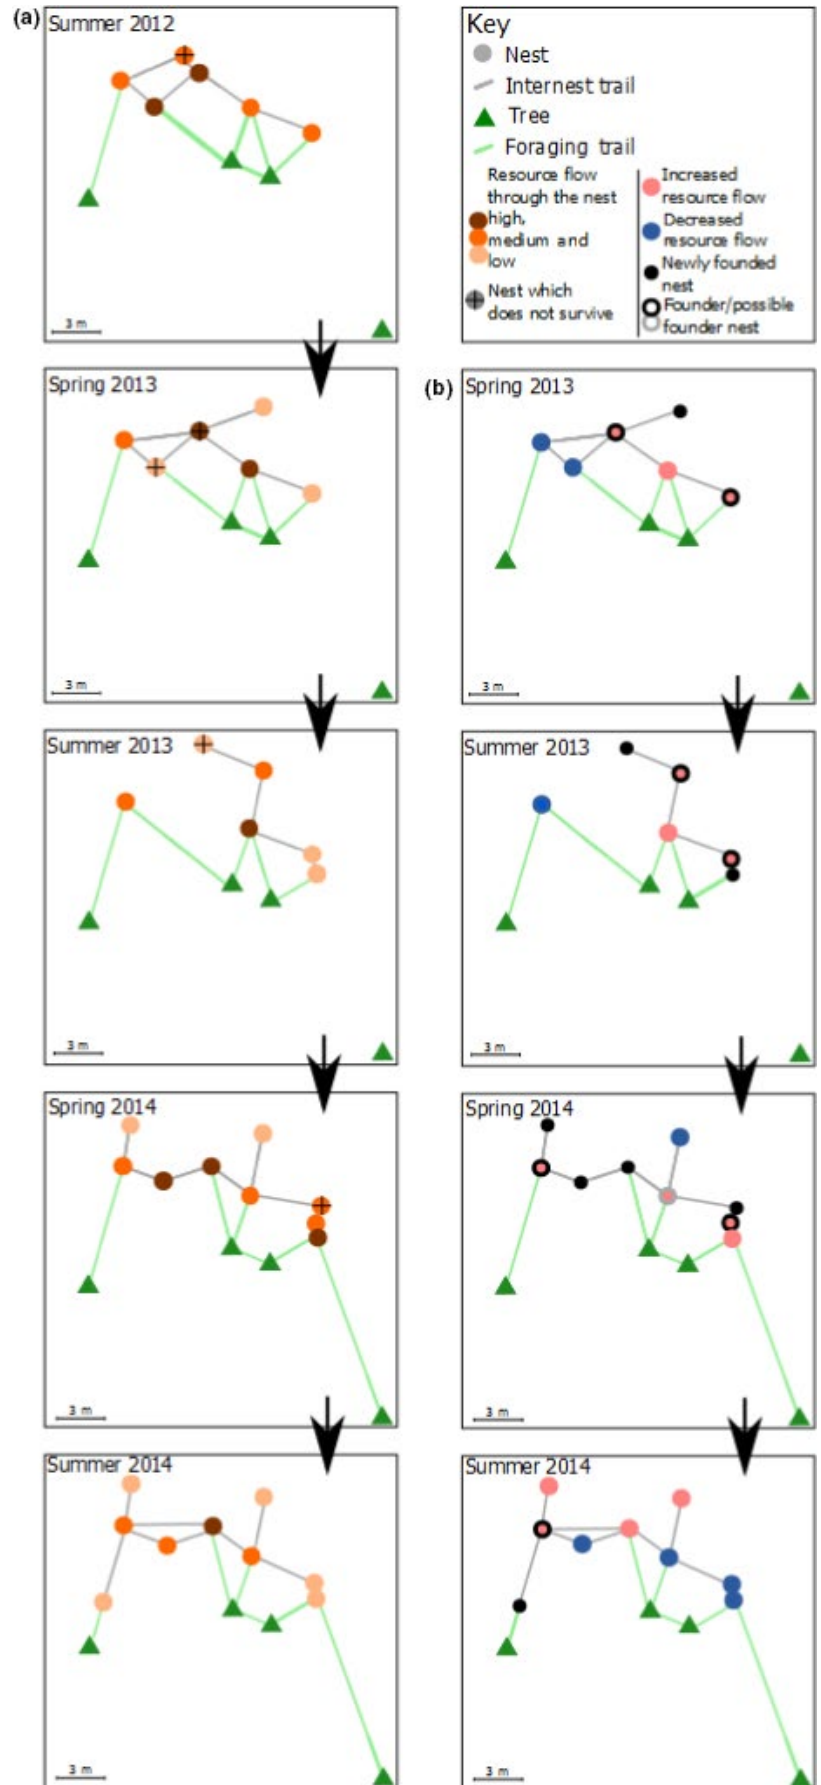 (a)
Summer 2012
3 m
Key
Nest
Internest trail
Tree
Foraging trail
Resource flow
through the nest
high,
medium and
low
Nest which
does not survive
Increased
resource flow
Decreased
resource flow
Newly founded
nest
Founder/possible
founder nest
Spring 2013
3 m
(b)
Spring 2013
3 m
Summer 2013
3 m
Summer 2013
3 m
Spring 2014
3 m
Spring 2014
3 m
Summer 2014
3 m
Summer 2014
3 m